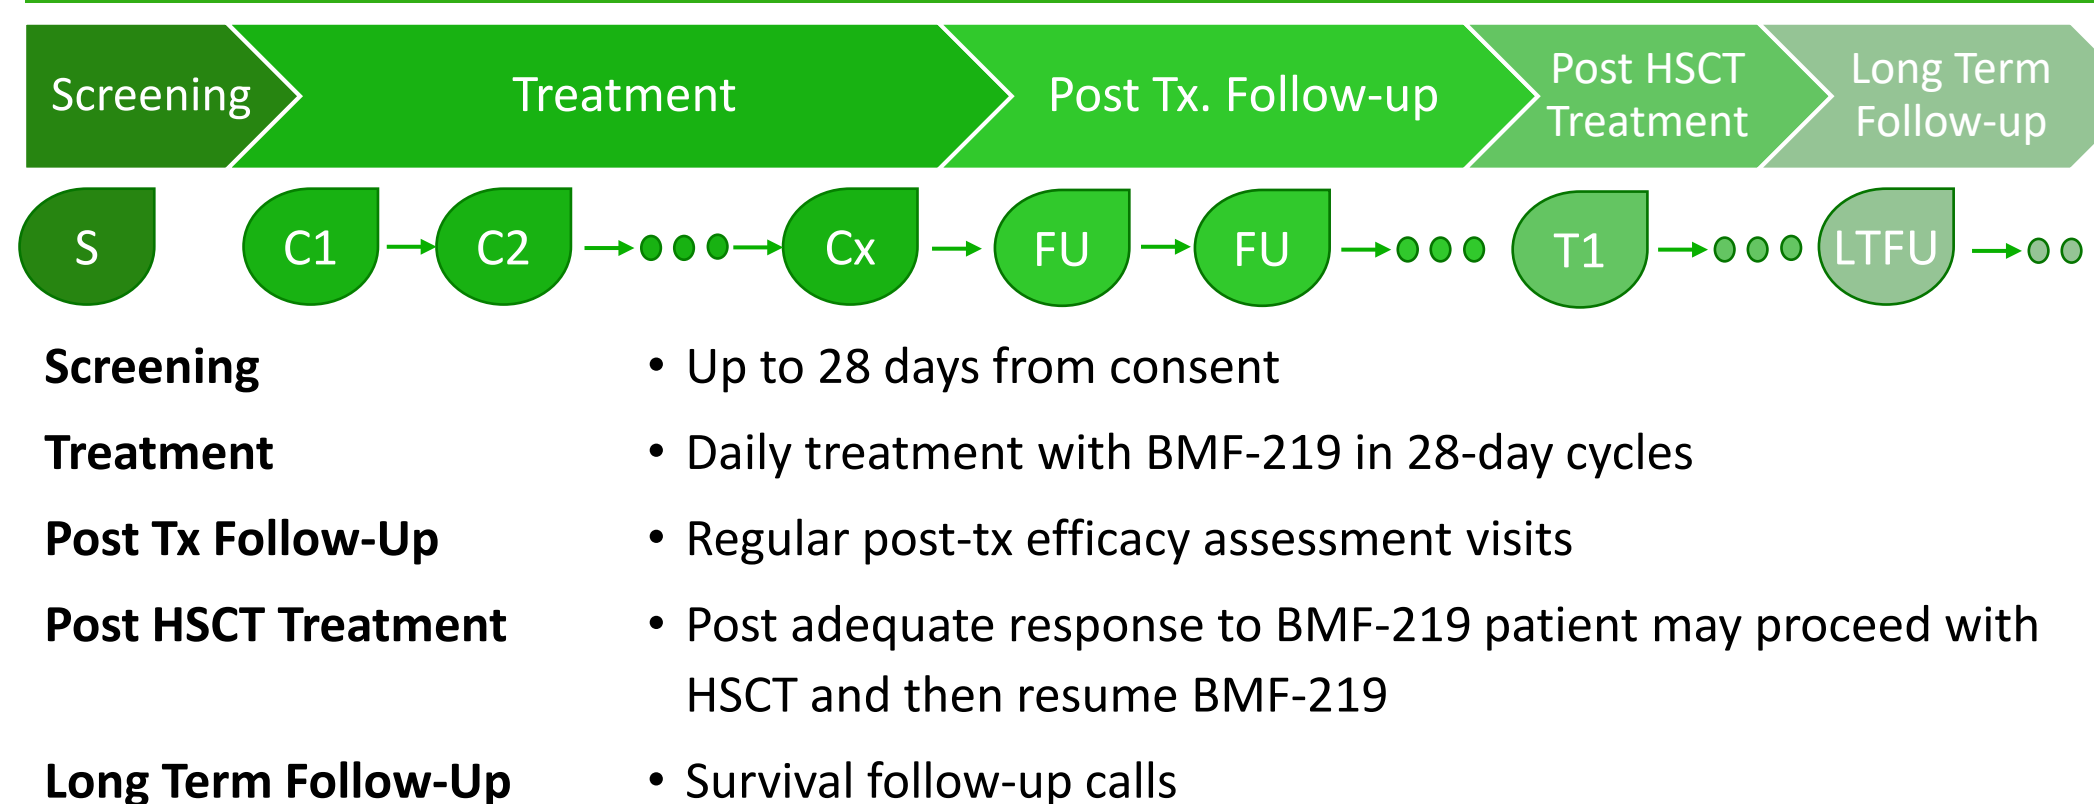 Screening
Treatment
Post Tx. Follow-up
Post HSCT
Treatment
Long Term
Follow-up
S
C1
C2
Cx
FU
FU
T1
LTFU
Screening
• Up to 28 days from consent
Treatment
• Daily treatment with BMF-219 in 28-day cycles
Post Tx Follow-Up
• Regular post-tx efficacy assessment visits
Post HSCT Treatment
• Post adequate response to BMF-219 patient may proceed with
HSCT and then resume BMF-219
Long Term Follow-Up
• Survival follow-up calls